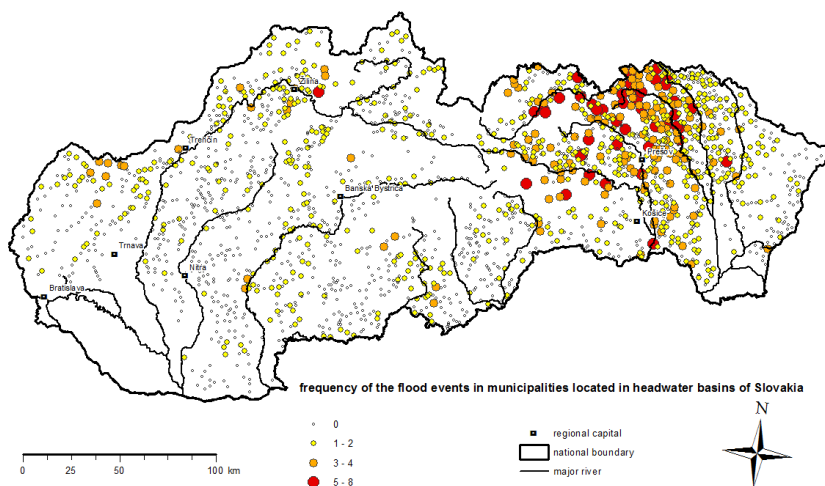 Žilina
Trenčín
Prešov
Banská Bystrica
Košice
Trnava
Nitra
Bratislava
frequency of the flood events in municipalities located in headwater basins of Slovakia
N
0
1 - 2
3 - 4
5 - 8
regional capital
national boundary
major river
0 25 50 100 km